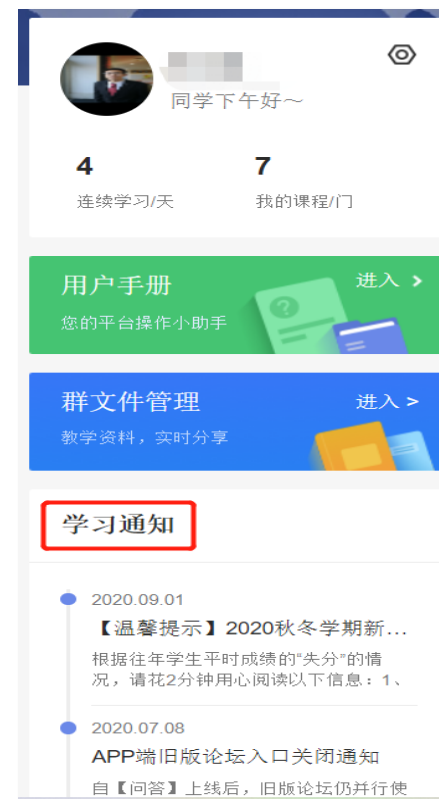 同学下午好～
4
7
连续学习/天
我的课程/门
用户手册
进入 >
您的平台操作小助手
群文件管理
进入 >
教学资料，实时分享
学习通知
2020.09.01
【温馨提示】2020秋冬学期新...
根据往年学生平时成绩的“失分”的情
况，请花2分钟用心阅读以下信息：1、
2020.07.08
APP端旧版论坛入口关闭通知
自【问答】上线后，旧版论坛仍并行使